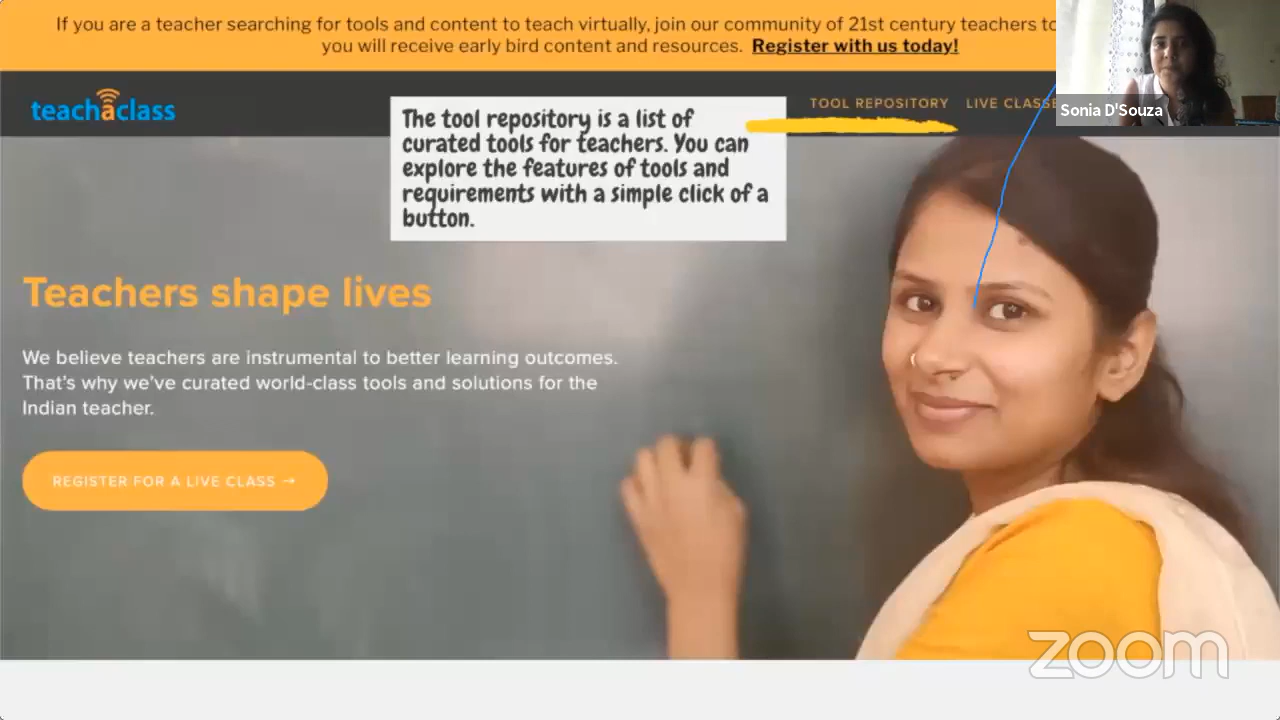 If you are a teacher searching for tools and content to teach virtually, join our community of 21st century teachers
you will receive early bird content and resources. Register with us today!
teachaclass
TOOL REPOSITORY LIVE
Sonia D'Souza
The tool repository is a list of
curated tools for teachers. You can
explore the features of tools and
requirements with a simple click of a
button.
Teachers shape lives
We believe teachers are instrumental to better learning outcomes.
That's why we've curated world-class tools and solutions for the
Indian teacher.
REGISTER FOR A LIVE CLASS →
zoom